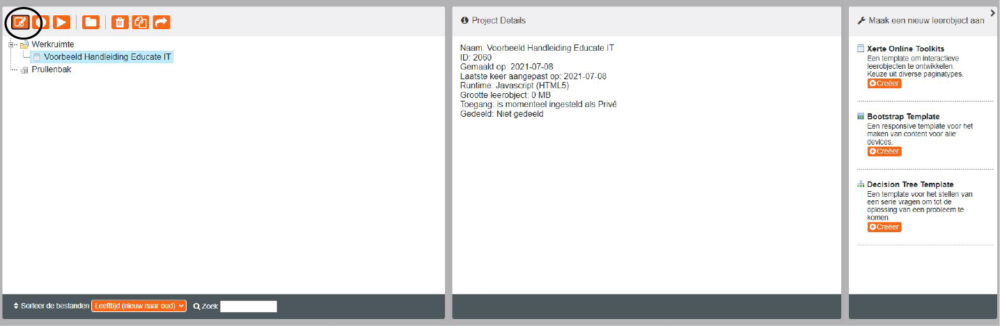 Werkruimte
Voorbeeld Handleiding Educate IT
Prullenbak
Sorteer de bestanden Leeftijd (nieuw naar oud) Zoek
Project Details
Naam: Voorbeeld Handleiding Educate IT
ID: 2060
Gemaakt op: 2021-07-08
Laatste keer aangepast op: 2021-07-08
Runtime: Javascript (HTML5)
Grootte leerobject: 0 MB
Toegang: is momenteel ingesteld als Privé
Gedeeld: Niet gedeeld
Maak een nieuw leerobject aan
Xerte Online Toolkits
Een template om interactieve
leerobjecten te ontwikkelen.
Keuze uit diverse paginatypes.
Creëer
Bootstrap Template
Een responsive template voor het
maken van content voor alle
devices.
Creëer
Decision Tree Template
Een template voor het stellen van
een serie vragen om tot de
oplossing van een probleem te
komen.
Creëer